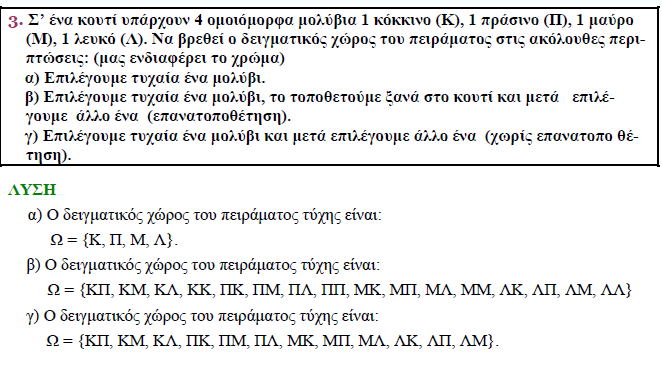 3. Σ’ ένα κουτί υπάρχουν 4 ομοιόμορφα μολύβια 1 κόκκινο (Κ), 1 πράσινο (Π), 1 μαύρο
(Μ), 1 λευκό (Λ). Να βρεθεί ο δειγματικός χώρος του πειράματος στις ακόλουθες περι-
πτώσεις: (μας ενδιαφέρει το χρώμα)
α) Επιλέγουμε τυχαία ένα μολύβι.
β) Επιλέγουμε τυχαία ένα μολύβι, το τοποθετούμε ξανά στο κουτί και μετά επιλέ-
γουμε άλλο ένα (επανατοποθέτηση).
γ) Επιλέγουμε τυχαία ένα μολύβι και μετά επιλέγουμε άλλο ένα (χωρίς επανατοπο θέ-
τηση).
ΛΥΣΗ
α) Ο δειγματικός χώρος του πειράματος τύχης είναι:
Ω = {Κ, Π, Μ, Λ}.
β) Ο δειγματικός χώρος του πειράματος τύχης είναι:
Ω = {ΚΠ, ΚΜ, ΚΛ, ΚΚ, ΠΚ, ΠΜ, ΠΛ, ΠΠ, ΜΚ, ΜΠ, ΜΛ, ΜΜ, ΛΚ, ΛΠ, ΛΜ, ΛΛ}
γ) Ο δειγματικός χώρος του πειράματος τύχης είναι:
Ω = {ΚΠ, ΚΜ, ΚΛ, ΠΚ, ΠΜ, ΠΛ, ΜΚ, ΜΠ, ΜΛ, ΛΚ, ΛΠ, ΛΜ}.